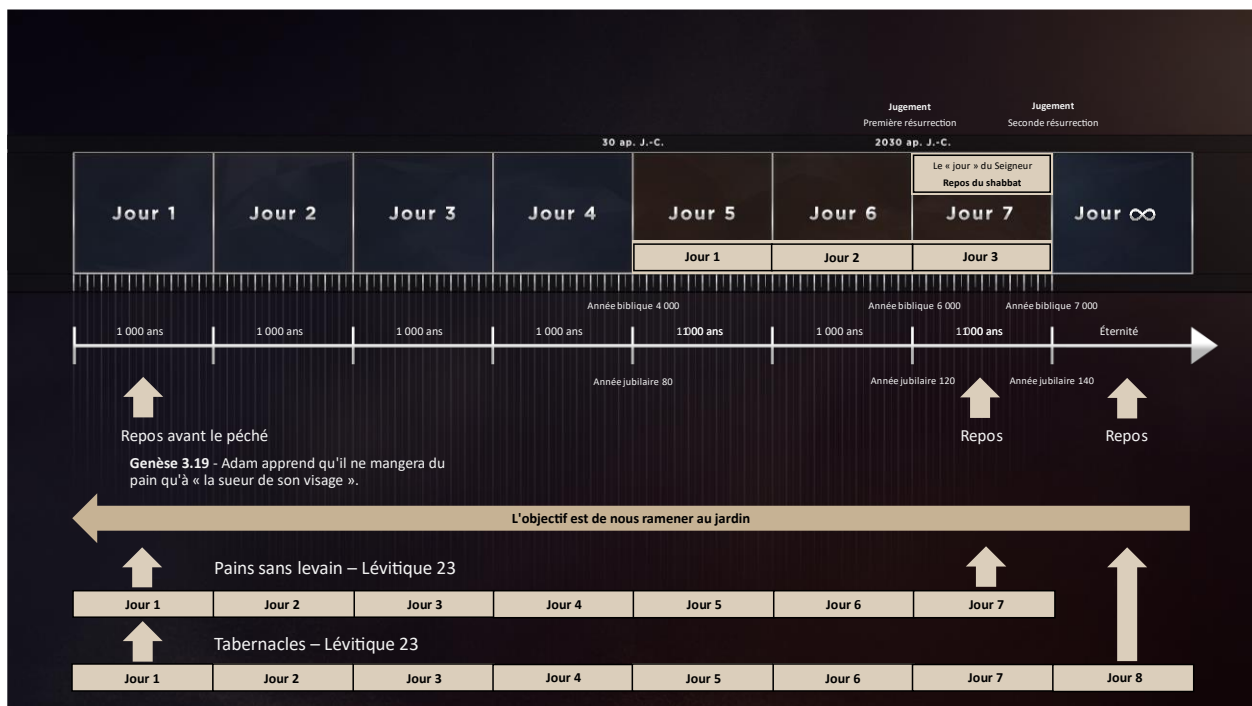 Jugement
Jugement
Première résurrection
Seconde résurrection
30 ap. J.-C.
2030 ap. J.-C.
Le « jour » du Seigneur
Repos du shabbat
Jour 1
Jour 2
Jour 3
Jour 4
Jour 5
Jour 6
Jour 7
Jour ∞
Jour 1
Jour 2
Jour 3
Année biblique 4 000
Année biblique 6 000
Année biblique 7 000
1 000 ans
1 000 ans
1 000 ans
1 000 ans
1 000 ans
1 000 ans
1 000 ans
Éternité
Année jubilaire 80
Année jubilaire 120
Année jubilaire 140
Repos avant le péché
Repos
Repos
Genèse 3.19 - Adam apprend qu'il ne mangera du
pain qu'à « la sueur de son visage ».
L'objectif est de nous ramener au jardin
Pains sans levain – Lévitique 23
Jour 1
Jour 2
Jour 3
Jour 4
Jour 5
Jour 6
Jour 7
Tabernacles – Lévitique 23
Jour 1
Jour 2
Jour 3
Jour 4
Jour 5
Jour 6
Jour 7
Jour 8